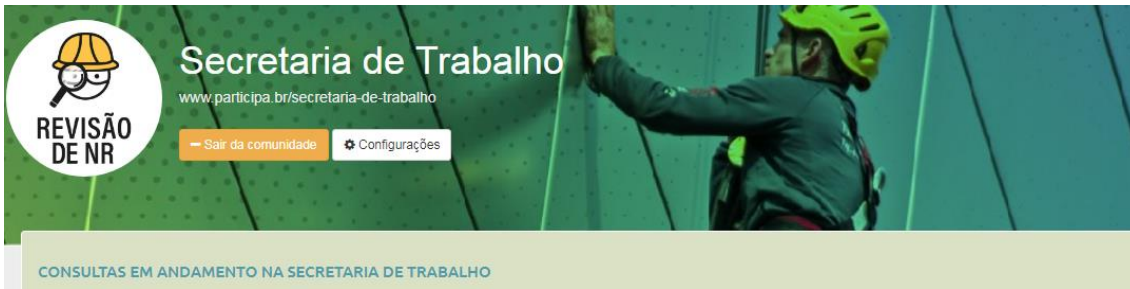 REVISÃO
DE NR
Secretaria de Trabalho
www.participa.br/secretaria-de-trabalho
Sair da comunidade
Configurações
CONSULTAS EM ANDAMENTO NA SECRETARIA DE TRABALHO